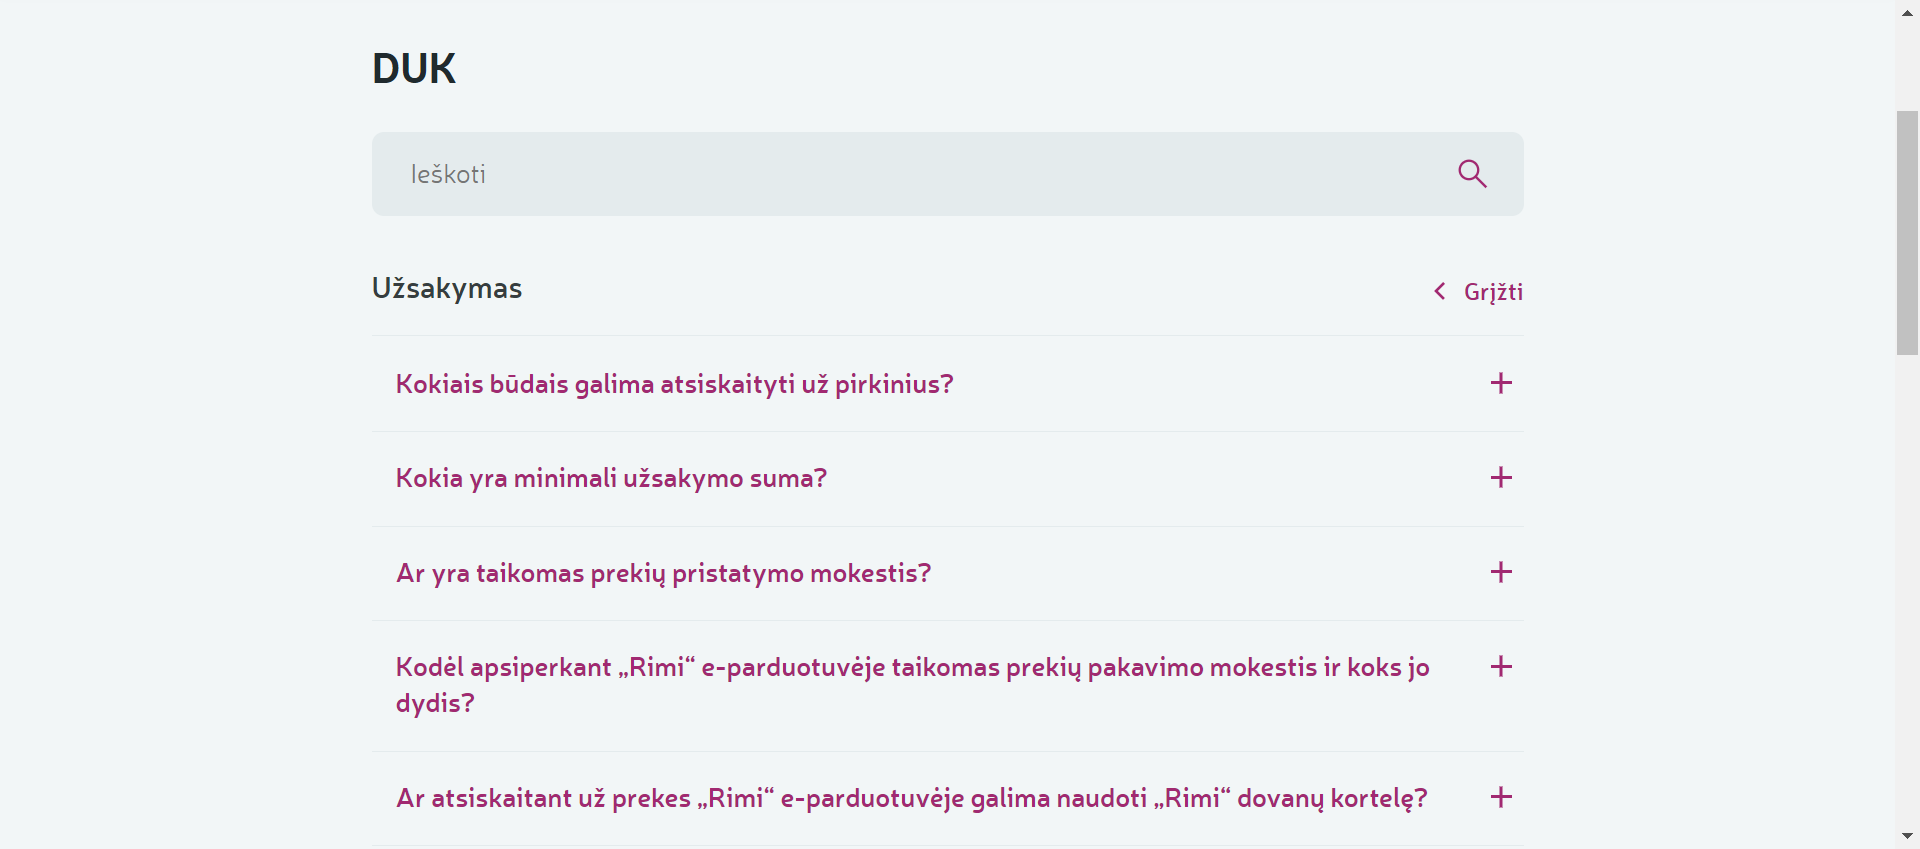 DUK
Ieškoti
Užsakymas
Grįžti
Kokiais būdais galima atsiskaityti už pirkinius?
Kokia yra minimali užsakymo suma?
Ar yra taikomas prekių pristatymo mokestis?
Kodėl apsiperkant „Rimi“ e-parduotuvėje taikomas prekių pakavimo mokestis ir koks jo
dydis?
Ar atsiskaitant už prekes „Rimi“ e-parduotuvėje galima naudoti „Rimi“ dovanų kortelę?